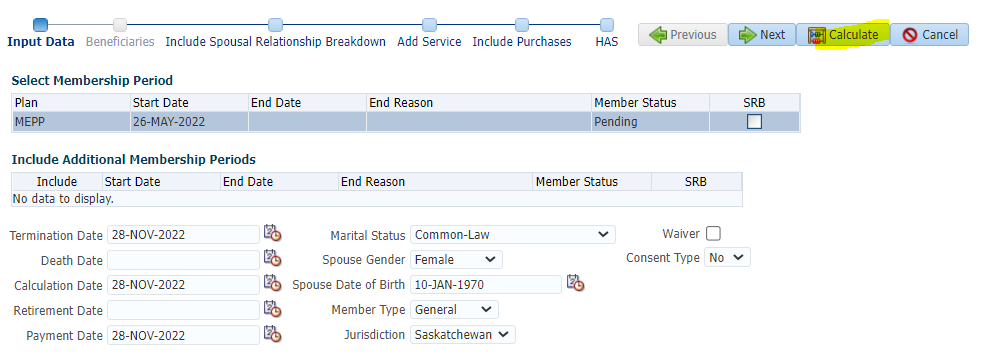 Input Data Beneficiaries Include Spousal Relationship Breakdown Add Service Include Purchases HAS Previous Next Calculate Cancel
Select Membership Period
Plan Start Date End Date End Reason Member Status SRB
MEPP 26-MAY-2022 Pending
Include Additional Membership Periods
Include Start Date End Date End Reason Member Status SRB
No data to display.
Termination Date 28-NOV-2022 Marital Status Common-Law Waiver
Death Date Spouse Gender Female Consent Type No
Calculation Date 28-NOV-2022 Spouse Date of Birth 10-JAN-1970
Retirement Date Member Type General
Payment Date 28-NOV-2022 Jurisdiction Saskatchewan